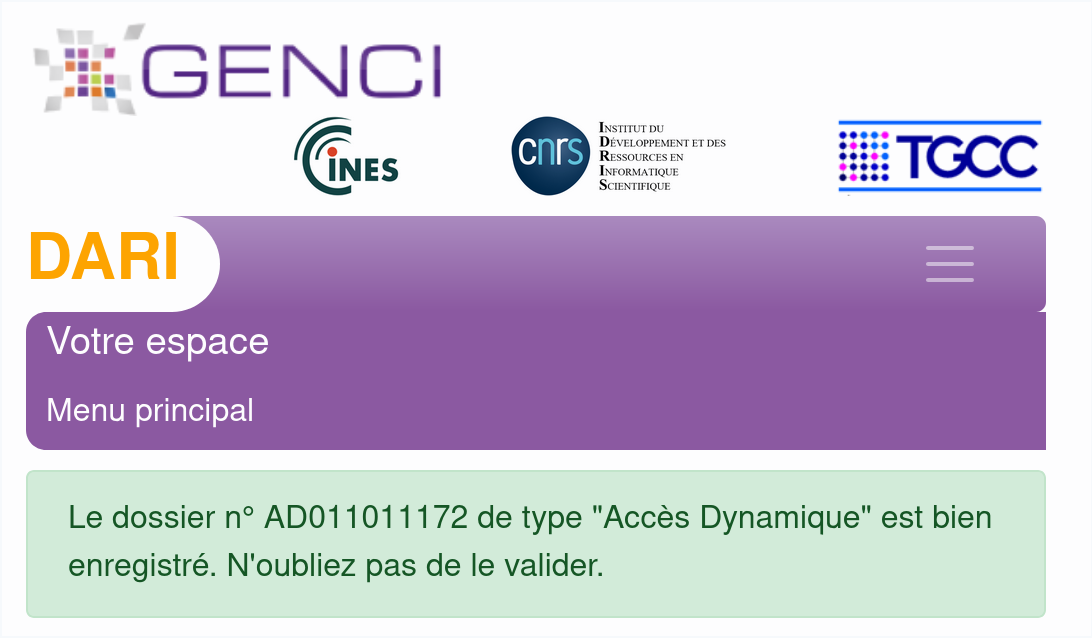 GENCI
CINES
cnrs
INSTITUT DU
DÉVELOPPEMENT ET DES
RESSOURCES EN
INFORMATIQUE
SCIENTIFIQUE
TGCC
DARI
Votre espace
Menu principal
Le dossier n° AD011011172 de type "Accès Dynamique" est bien
enregistré. N'oubliez pas de le valider.